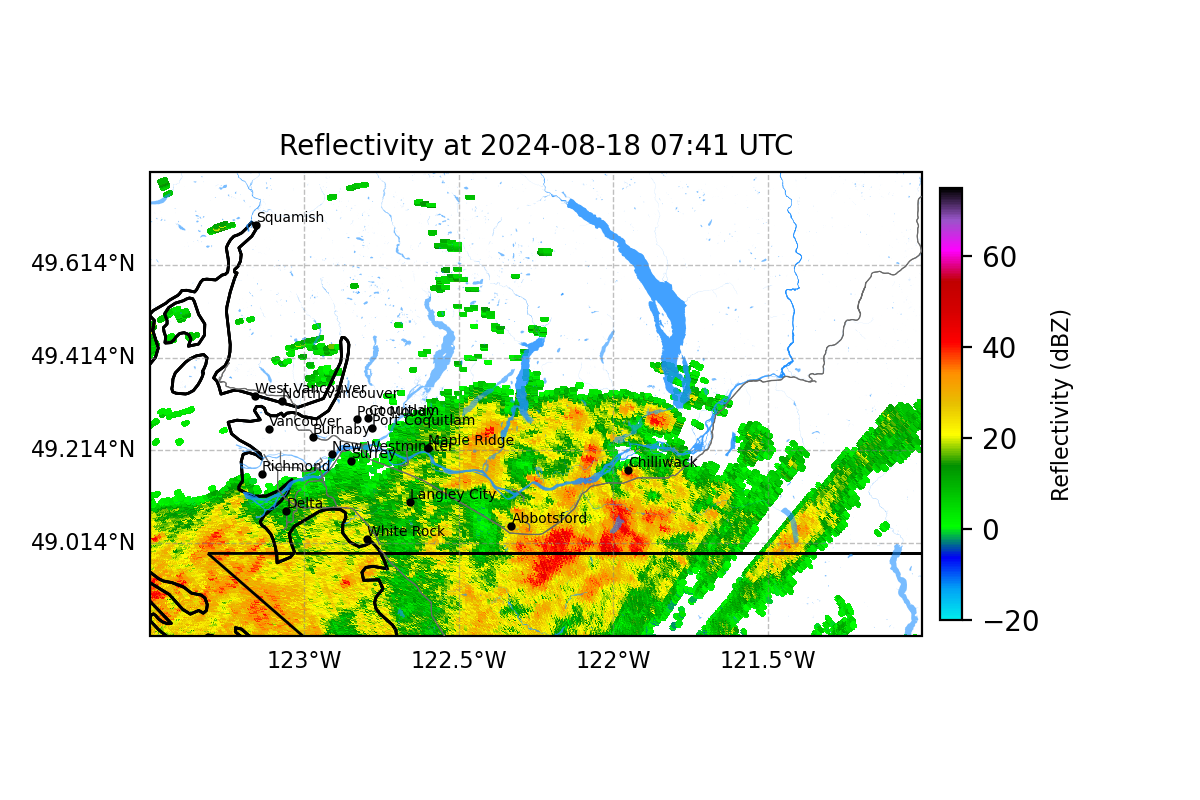 Reflectivity at 2024-08-18 07:41 UTC
Squamish
49.614°N
60
49.414°N
40
West Vancouver
North Vancouver
Port Moody
Coquitlam
Vancouver
Port Coquitlam
Burnaby
49.214°N
20
Maple Ridge
New Westminster
Surrey
Richmond
Chilliwack
Langley City
Delta
Abbotsford
White Rock
49.014°N
0
−20
123°W
122.5°W
122°W
121.5°W
Reflectivity (dBZ)